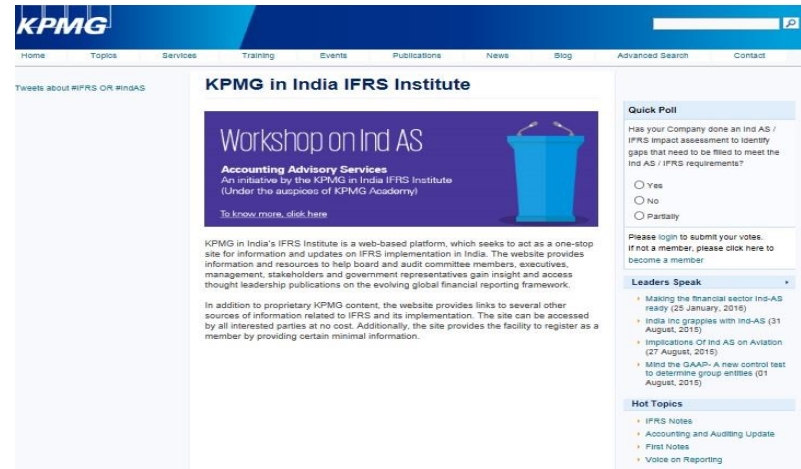 KPMG
Home Topics Services Training Events Publications News Blog Advanced Search Contact
Tweets about #IFRS OR #IndAS
KPMG in India IFRS Institute
Workshop on Ind AS
Accounting Advisory Services
An initiative by the KPMG in India IFRS Institute
(Under the auspices of KPMG Academy)
To know more, click here
KPMG in India's IFRS Institute is a web-based platform, which seeks to act as a one-stop
site for information and updates on IFRS implementation in India. The website provides
information and resources to help board and audit committee members, executives,
management, stakeholders and government representatives gain insight and access
thought leadership publications on the evolving global financial reporting framework.
In addition to proprietary KPMG content, the website provides links to several other
sources of information related to IFRS and its implementation. The site can be accessed
by all interested parties at no cost. Additionally, the site provides the facility to register as a
member by providing certain minimal information.
Quick Poll
Has your Company done an Ind AS /
IFRS impact assessment to identify
gaps that need to be filled to meet the
Ind AS / IFRS requirements?
Yes
No
Partially
Please login to submit your votes.
If not a member, please click here to
become a member
Leaders Speak
Making the financial sector Ind-AS
ready (25 January, 2016)
India Inc grapples with Ind-AS (31
August, 2015)
Implications Of Ind AS on Aviation
(27 August, 2015)
Mind the GAAP- A new control test
to determine group entities (01
August, 2015)
Hot Topics
IFRS Notes
Accounting and Auditing Update
First Notes
Voice on Reporting